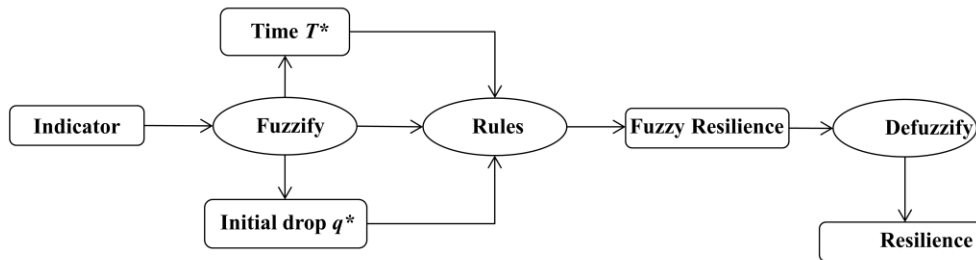 Time T*
Indicator
Fuzzify
Rules
Fuzzy Resilience
Defuzzify
Initial drop q*
Resilience